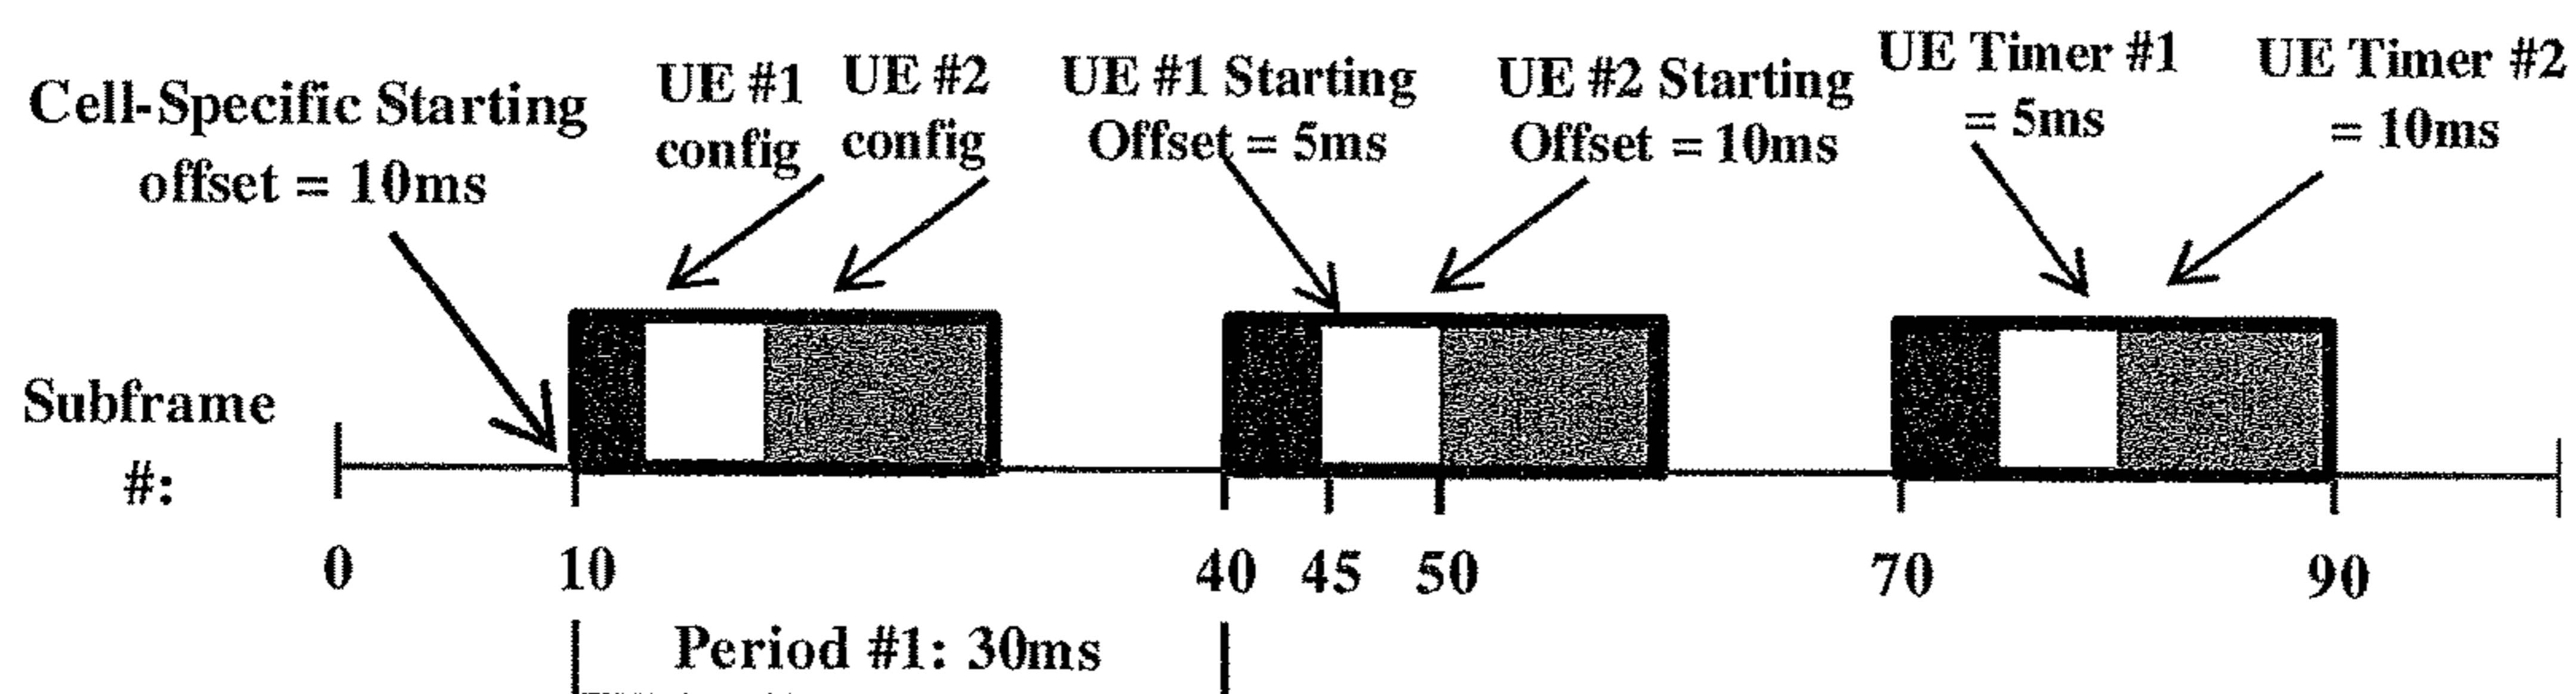 Cell-Specific Starting
offset = 10ms
UE #1
config
UE #2
config
UE #1 Starting
Offset = 5ms
UE #2 Starting
Offset = 10ms
UE Timer #1
= 5ms
UE Timer #2
= 10ms
Subframe
#:
0
10
40
45
50
70
90
Period #1: 30ms